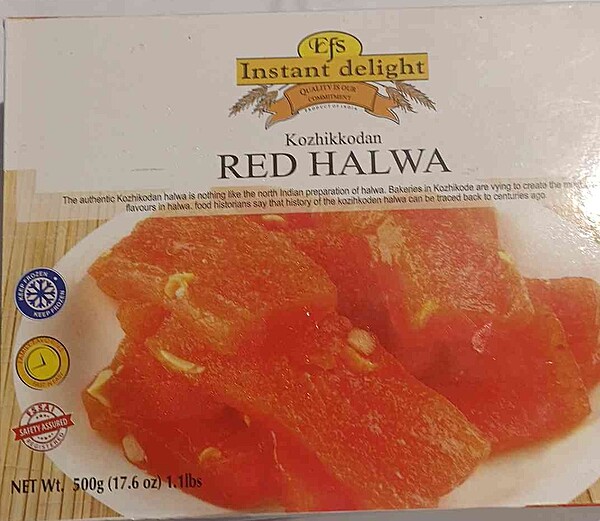 Efs
Instant delight
QUALITY IS OUR
COMMITMENT
PRODUCT OF INDIA
Kozhikkodan
RED HALWA
The authentic Kozhikodan halwa is nothing like the north Indian preparation of halwa. Bakeries in Kozhikode are vying to create the
flavours in halwa. food historians say that history of the kozihkoden halwa can be traced back to centuries ago
KEEP FROZEN
KEEP FROZEN
SAFETY ASSURED
REGISTERED
NET Wt. 500g (17.6 oz) 1.1lbs